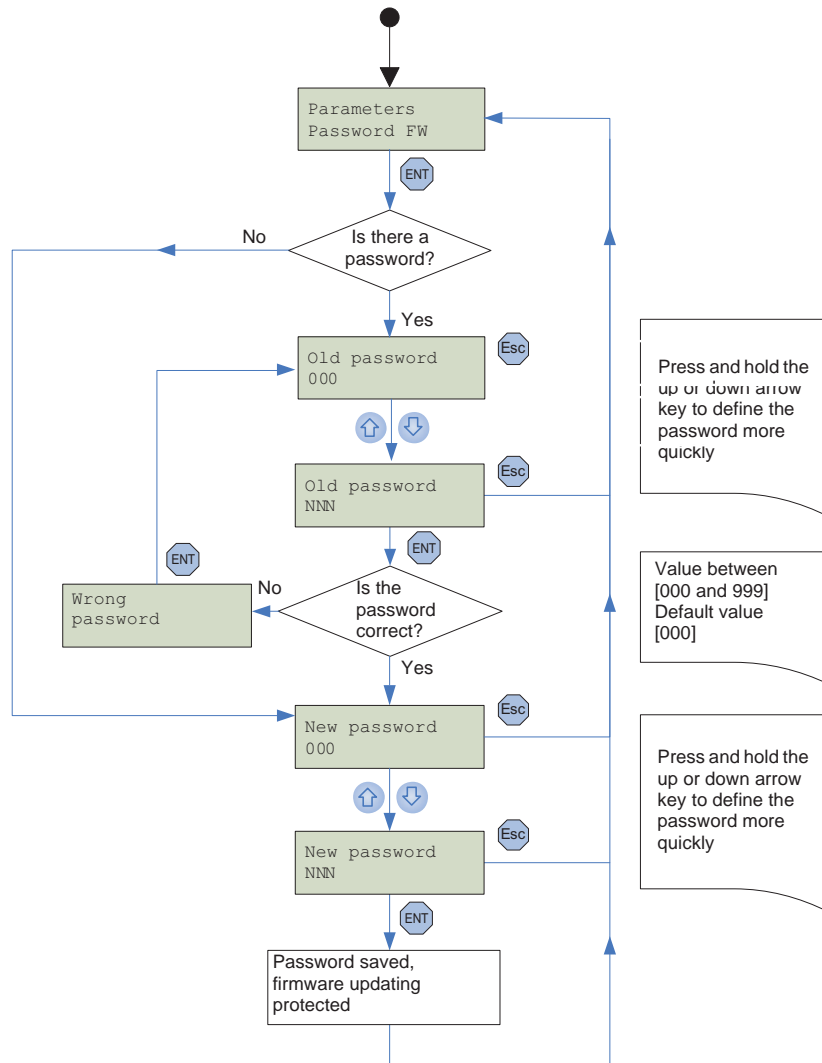 Parameters
Password FW
ENT
No
Is there a
password?
Yes
Old password
000
Esc
Press and hold the
up or down arrow
key to define the
password more
quickly
Old password
NNN
Esc
ENT
ENT
Wrong
password
No
Is the
password
correct?
Value between
[000 and 999]
Default value
[000]
Yes
New password
000
Esc
Press and hold the
up or down arrow
key to define the
password more
quickly
New password
NNN
Esc
ENT
Password saved,
firmware updating
protected